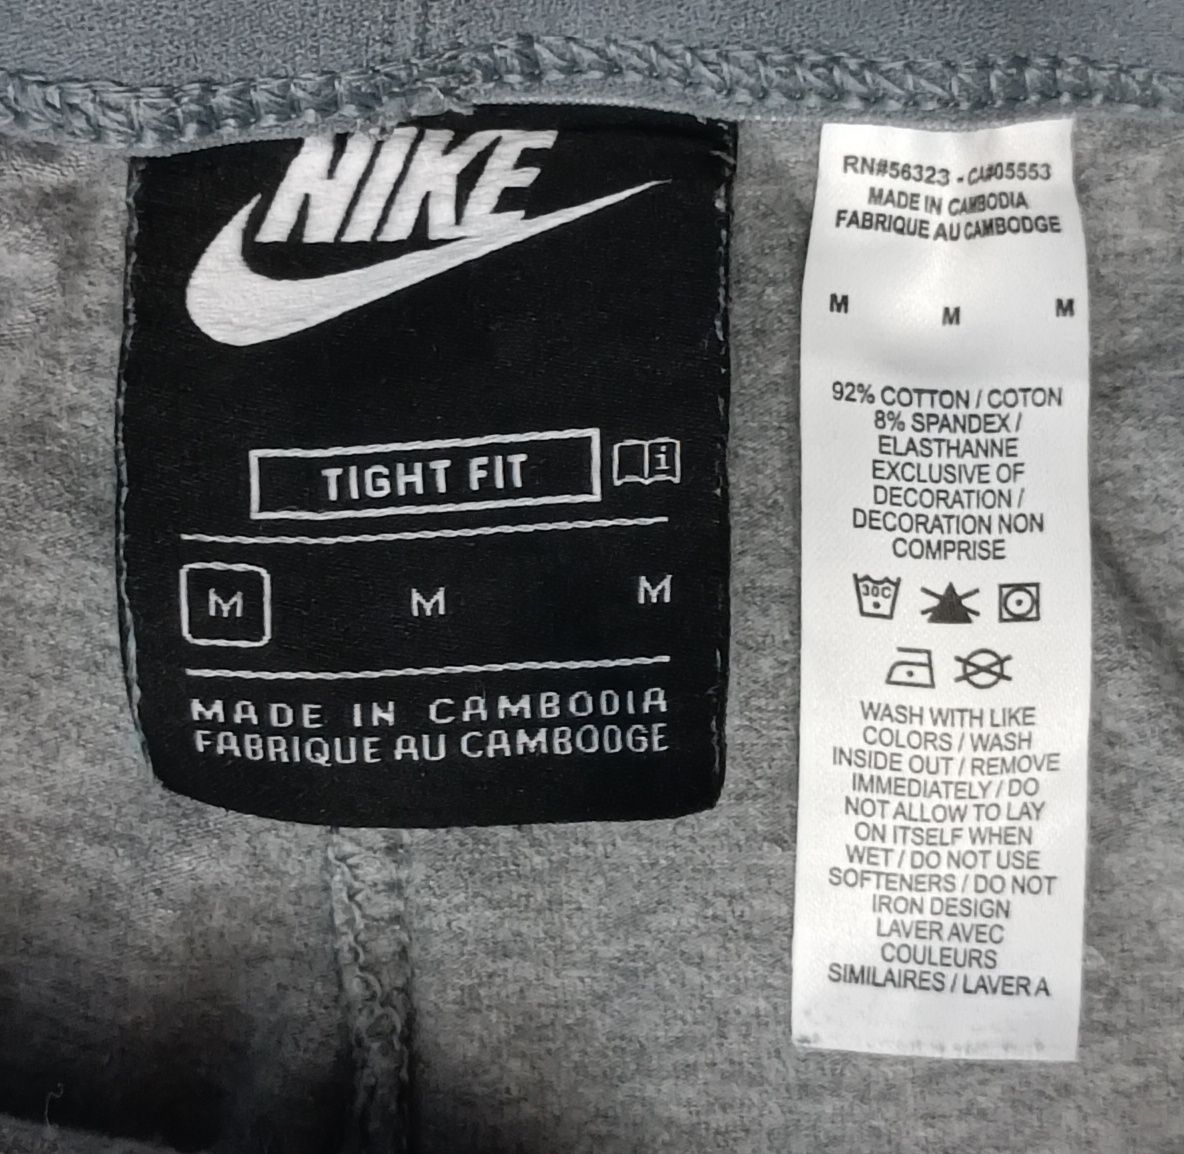 NIKE
TIGHT FIT
M M M
MADE IN CAMBODIA
FABRIQUE AU CAMBODGE
RN#56323 - CA#05553
MADE IN CAMBODIA
FABRIQUE AU CAMBODGE
M M M
92% COTTON / COTON
8% SPANDEX /
ELASTHANNE
EXCLUSIVE OF
DECORATION /
DECORATION NON
COMPRISE
30C
WASH WITH LIKE
COLORS / WASH
INSIDE OUT / REMOVE
IMMEDIATELY / DO
NOT ALLOW TO LAY
ON ITSELF WHEN
WET / DO NOT USE
SOFTENERS / DO NOT
IRON DESIGN
LAVER AVEC
COULEURS
SIMILAIRES / LAVER A